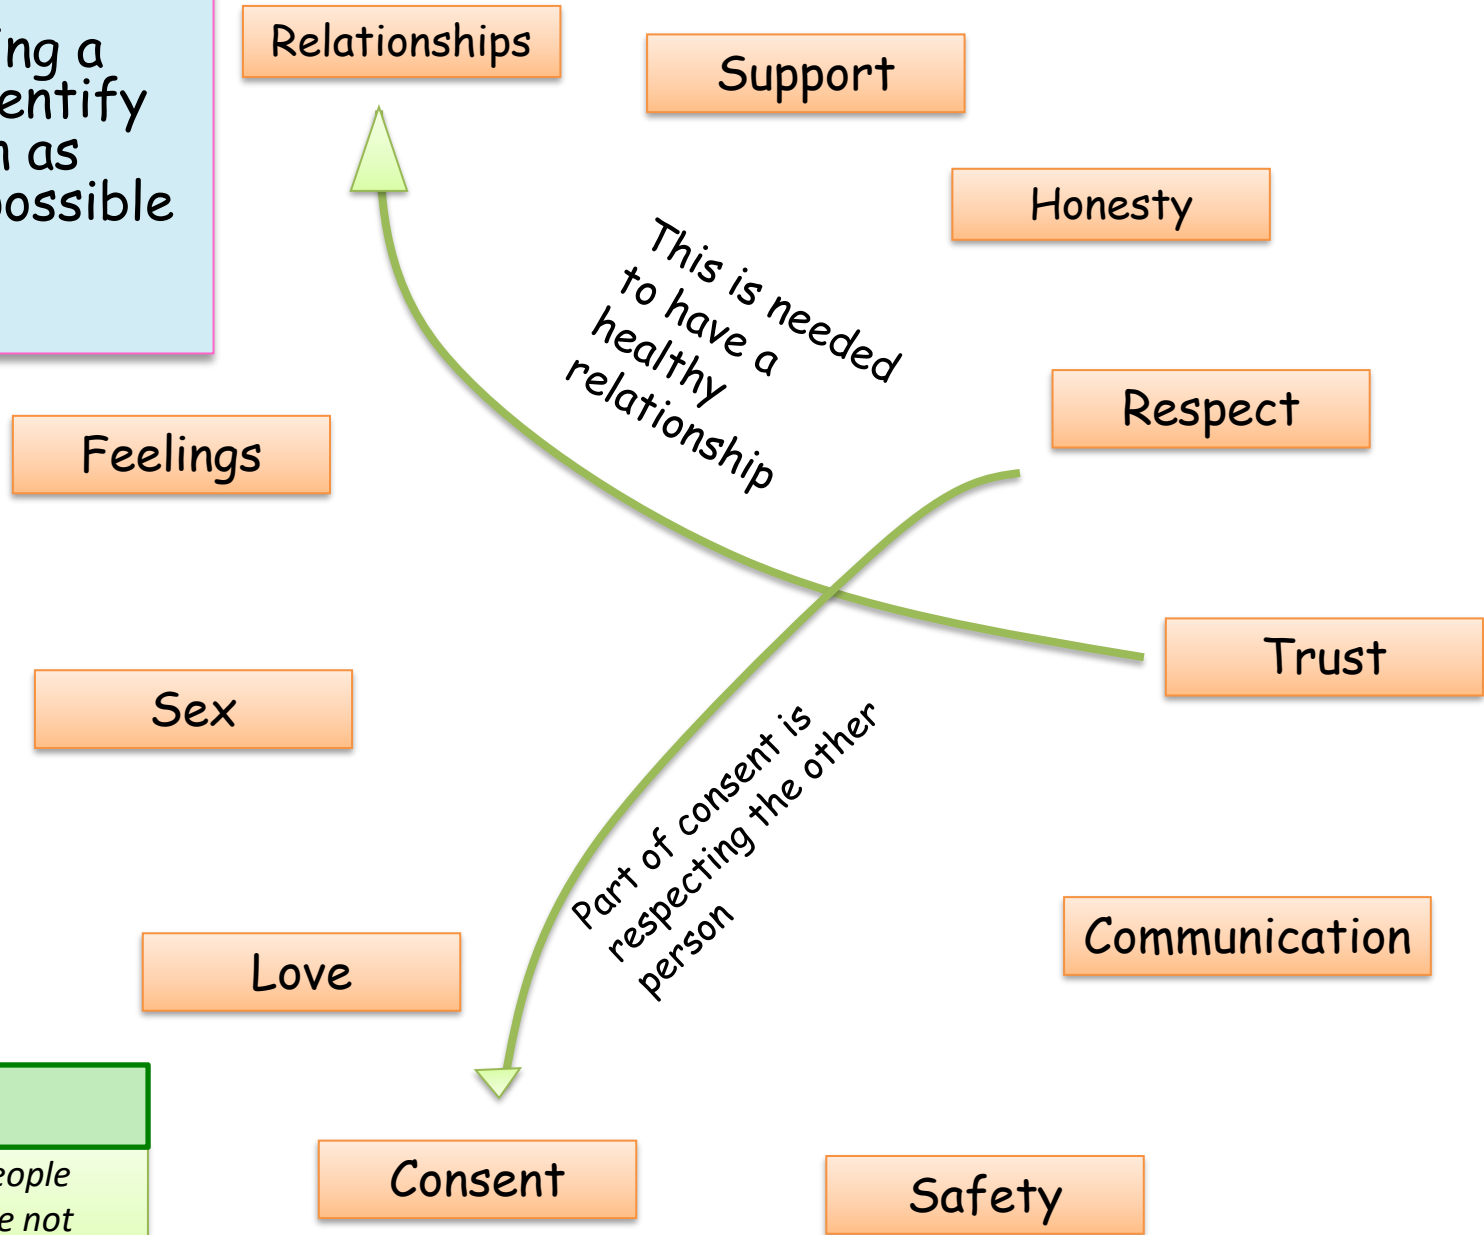 ing a
entify
as
possible
Relationships
Support
Honesty
This is needed
to have a
healthy
relationship
Respect
Feelings
Trust
Sex
Part of consent is
respecting the other
person
Communication
Love
Consent
Safety
eople
e not